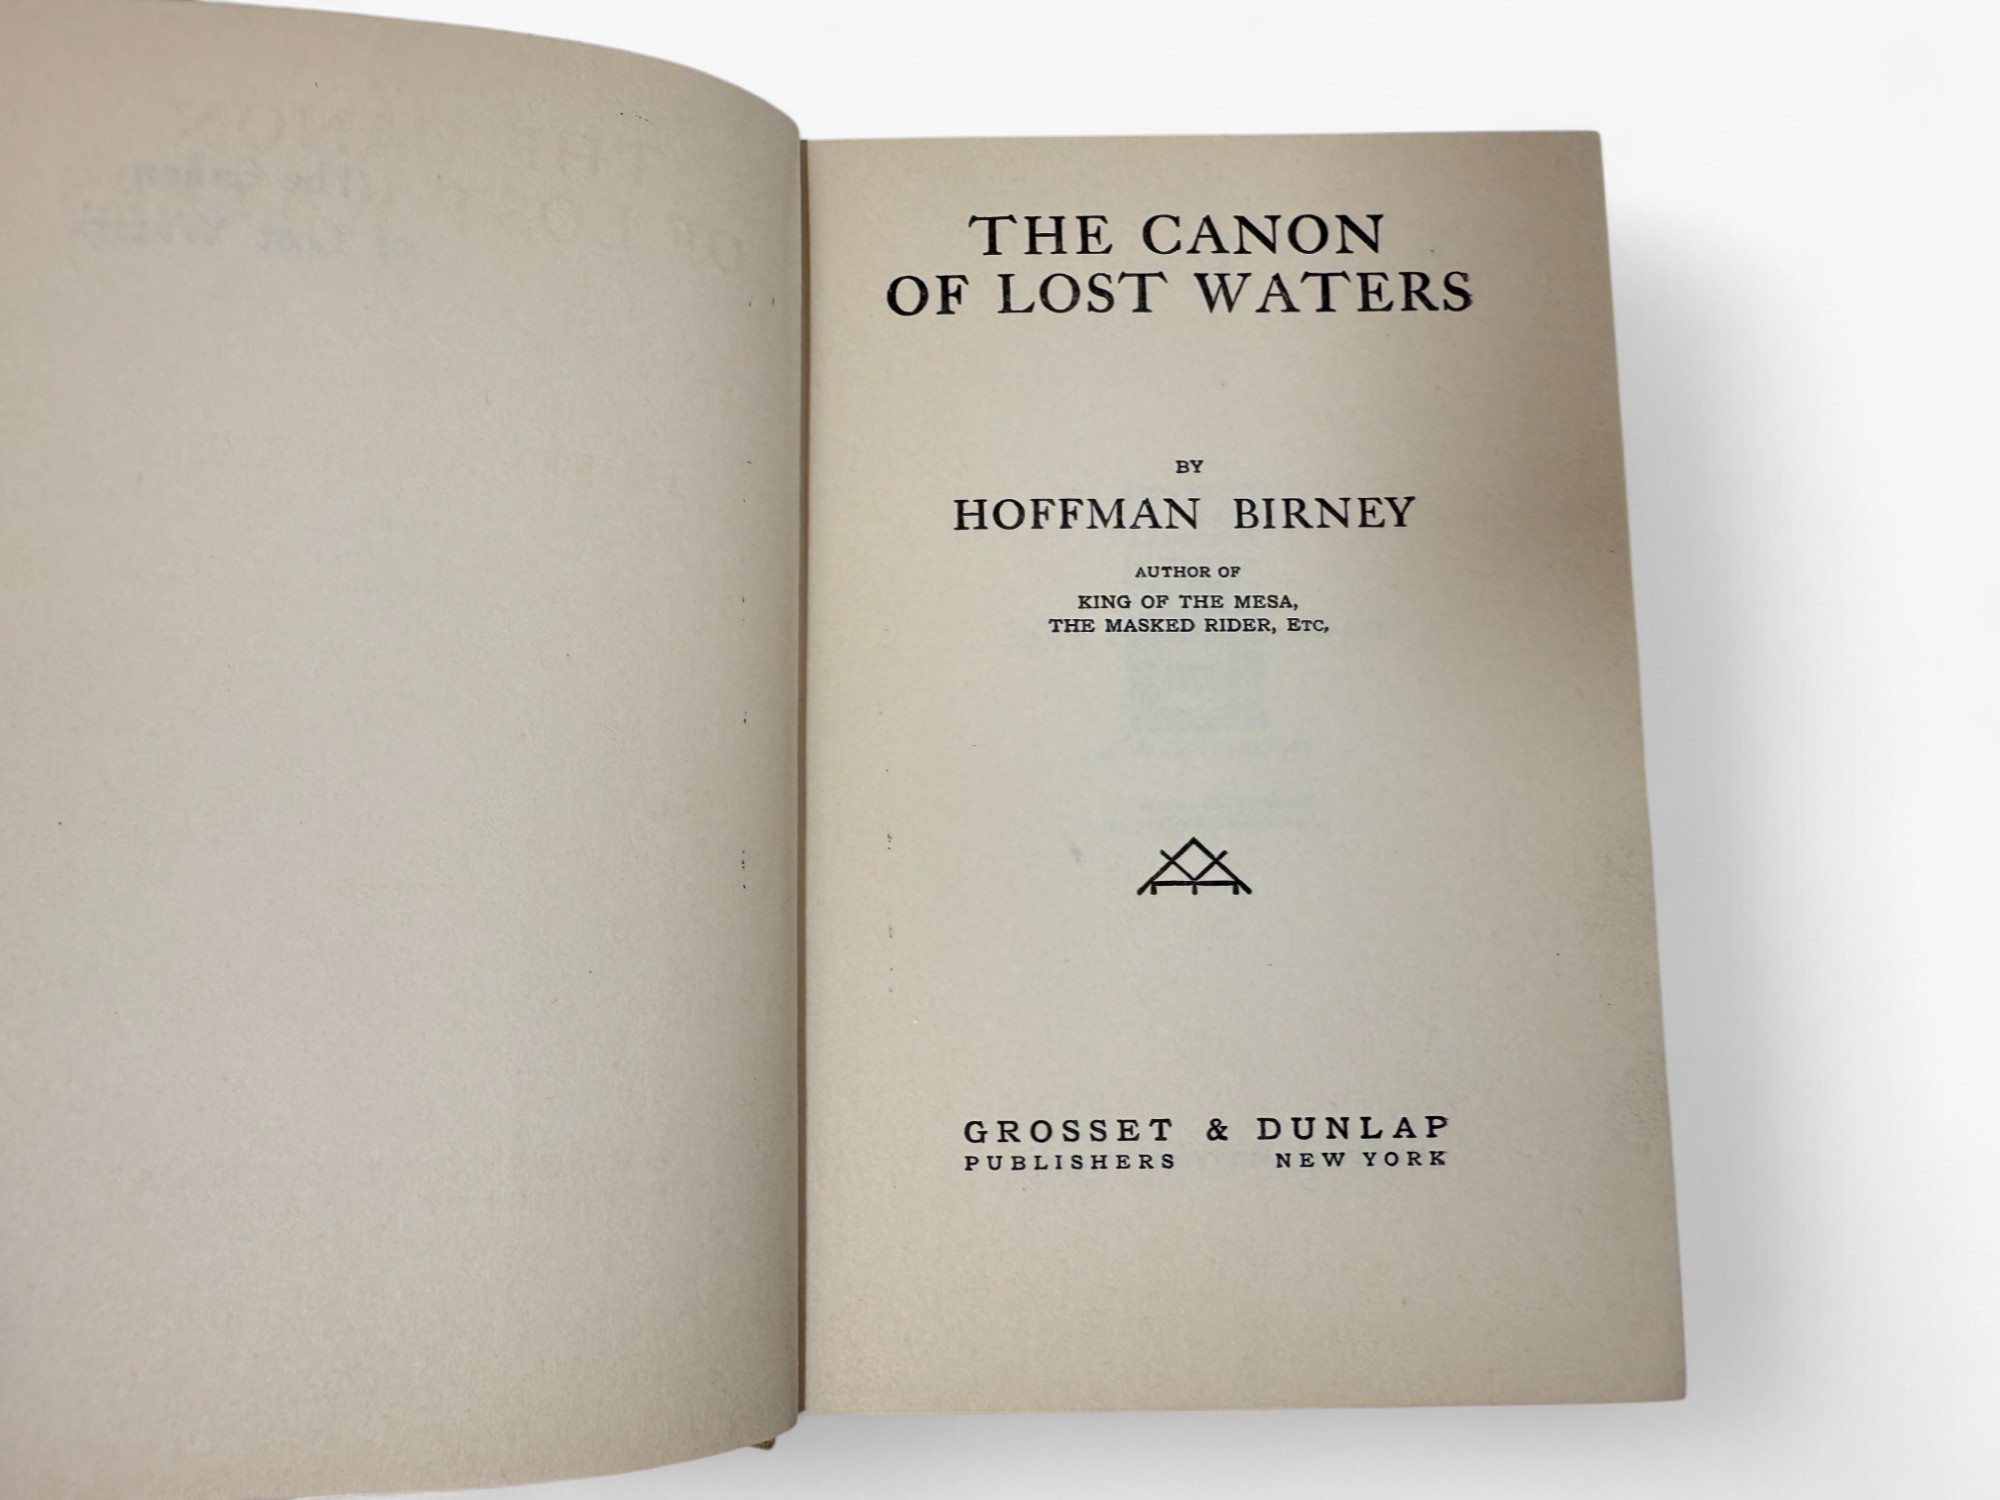 THE CANON
OF LOST WATERS
BY
HOFFMAN BIRNEY
AUTHOR OF
KING OF THE MESA,
THE MASKED RIDER, ETC,
GROSSET & DUNLAP
PUBLISHERS NEW YORK